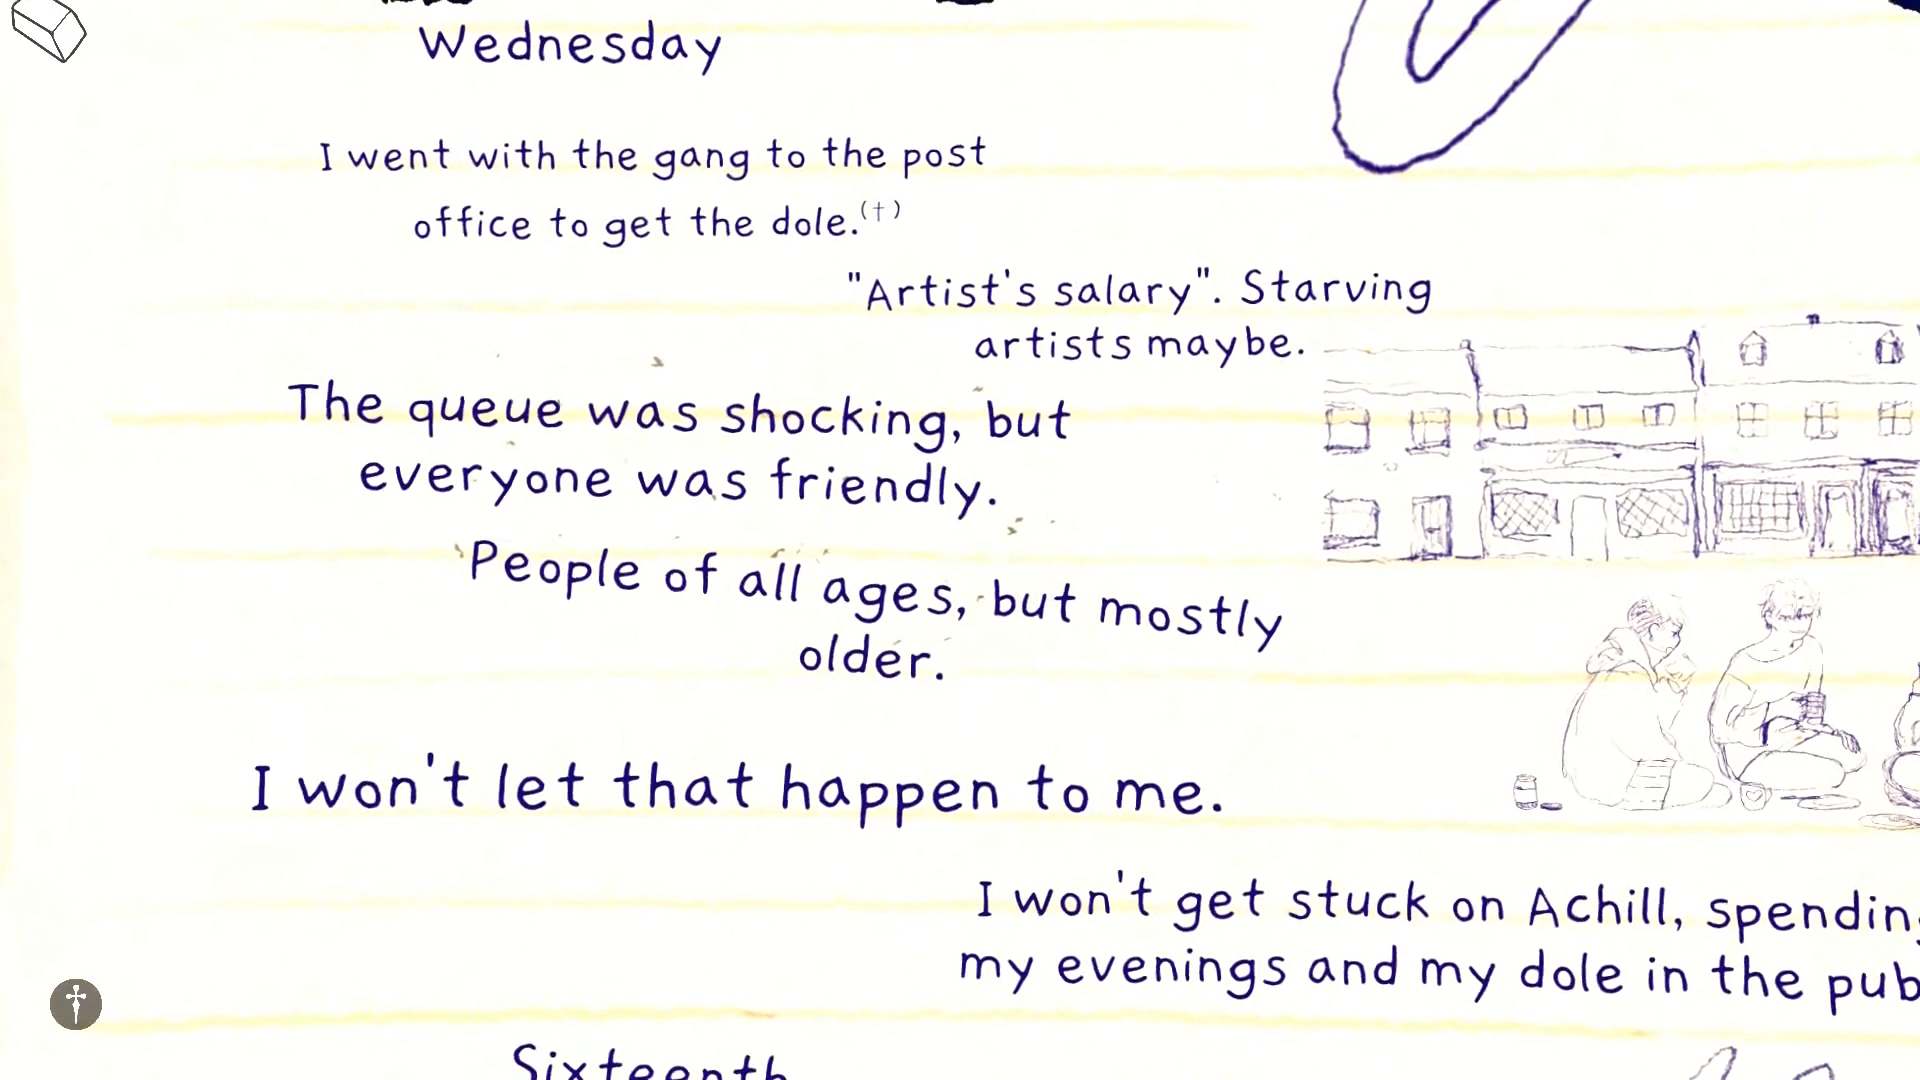 Wednesday
I went with the gang to the post
office to get the dole.(†)
"Artist's salary". Starving
artists maybe.
The queue was shocking, but
everyone was friendly.
People of all ages, but mostly
older.
I won't let that happen to me.
I won't get stuck on Achill, spending
my evenings and my dole in the pub
†
Sixteenth